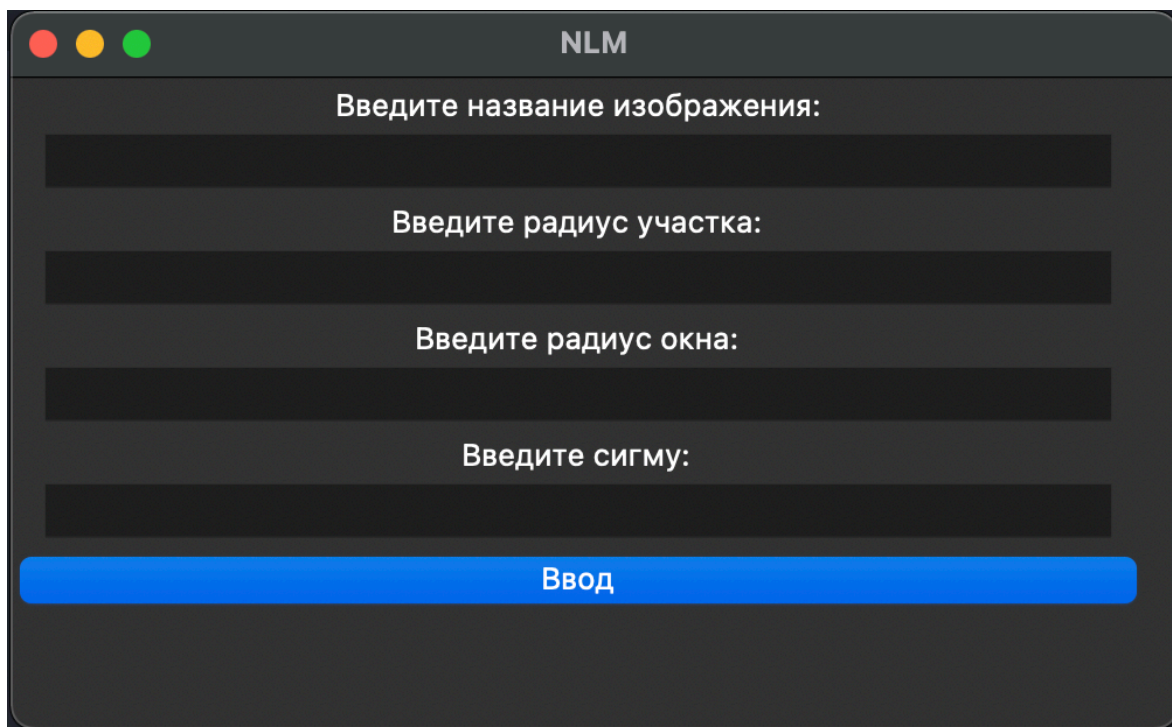 NLM
Введите название изображения:
Введите радиус участка:
Введите радиус окна:
Введите сигму:
Ввод